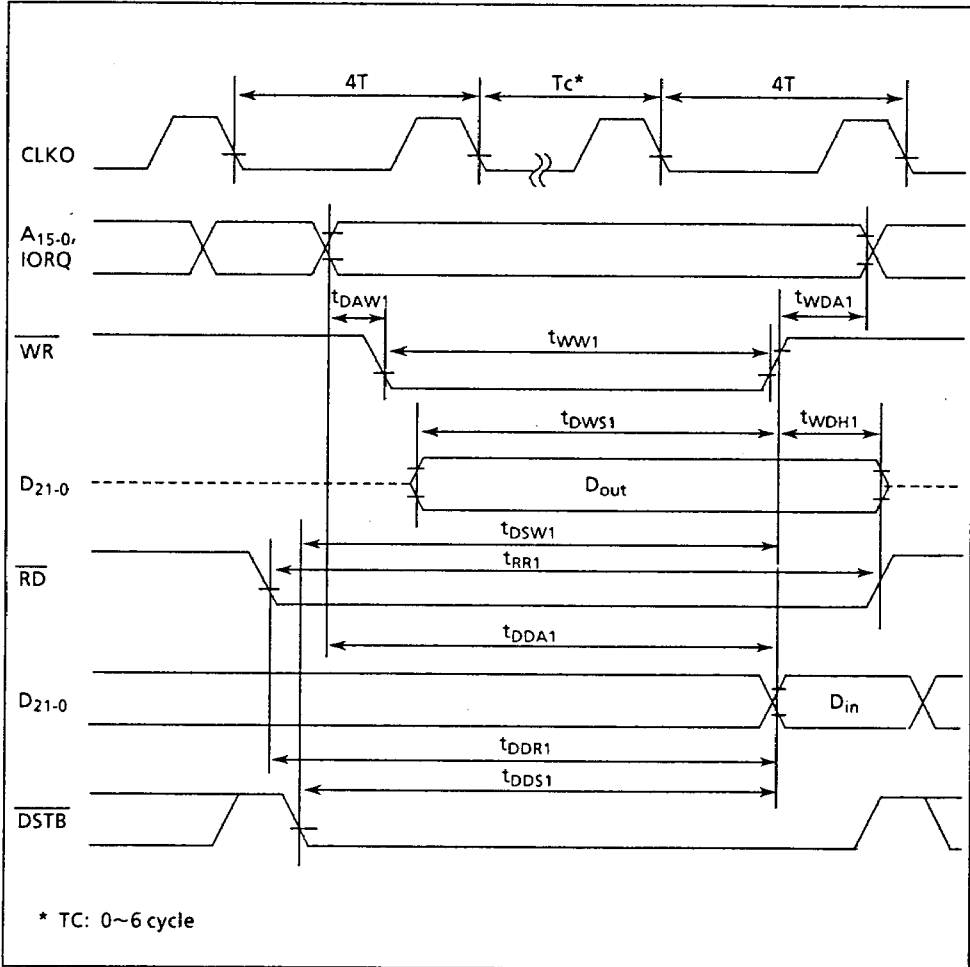 4T Tc* 4T
CLKO
A15-0,
IORQ
tDAW1 tWDA1
WR
tWW1
tDWS1 tWDH1
D21-0 Dout
tDSW1
RD
tRR1
tDDA1
D21-0 Din
tDDR1
tDDS1
DSTB
* TC: 0~6 cycle